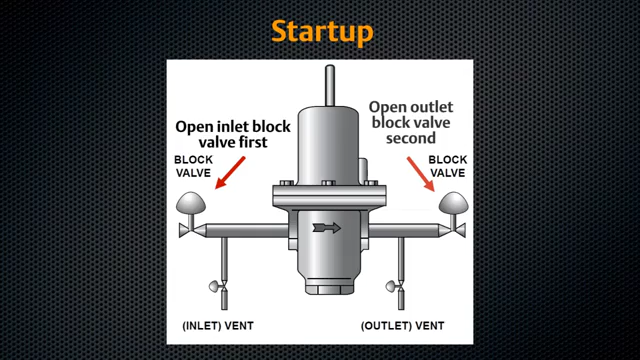 Startup
Open inlet block
valve first
Open outlet
block valve
second
BLOCK
VALVE
BLOCK
VALVE
(INLET) VENT
(OUTLET) VENT